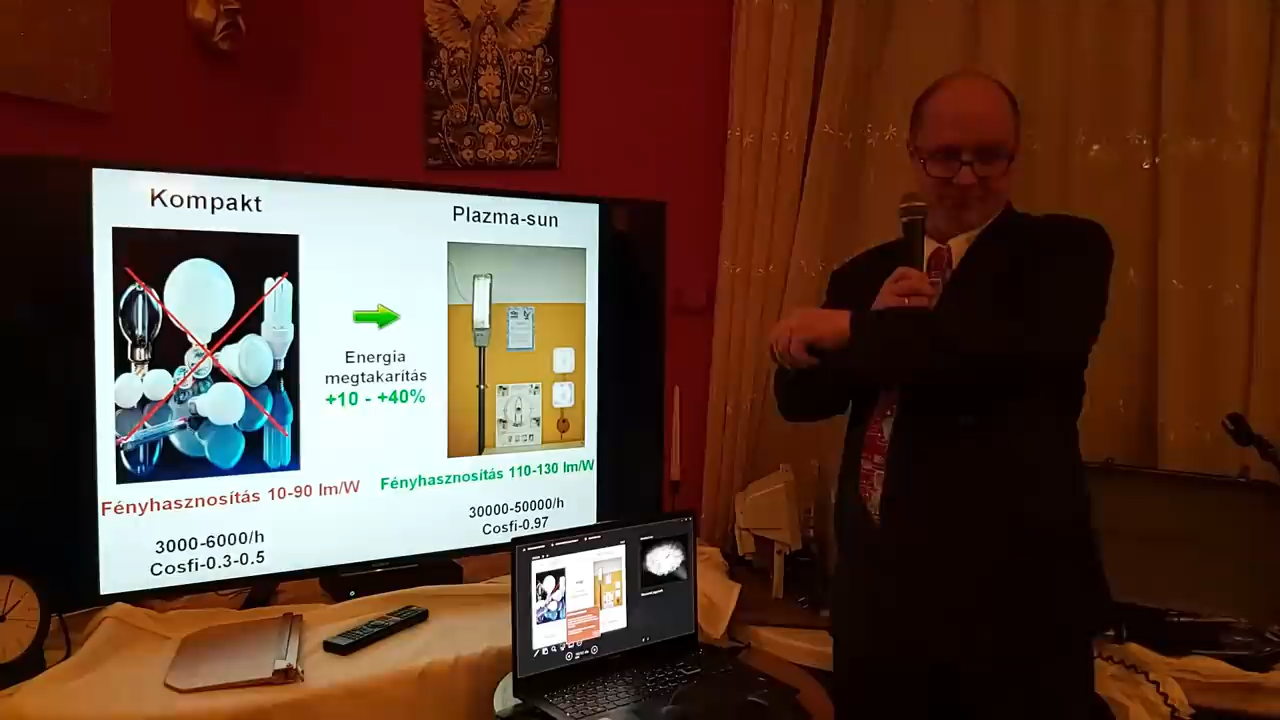 Kompakt
Plazma-sun
Energia
megtakarítás
+10 - +40%
Fényhasznosítás 10-90 lm/W
Fényhasznosítás 110-130 lm/W
3000-6000/h
Cosfi-0.3-0.5
30000-50000/h
Cosfi-0.97